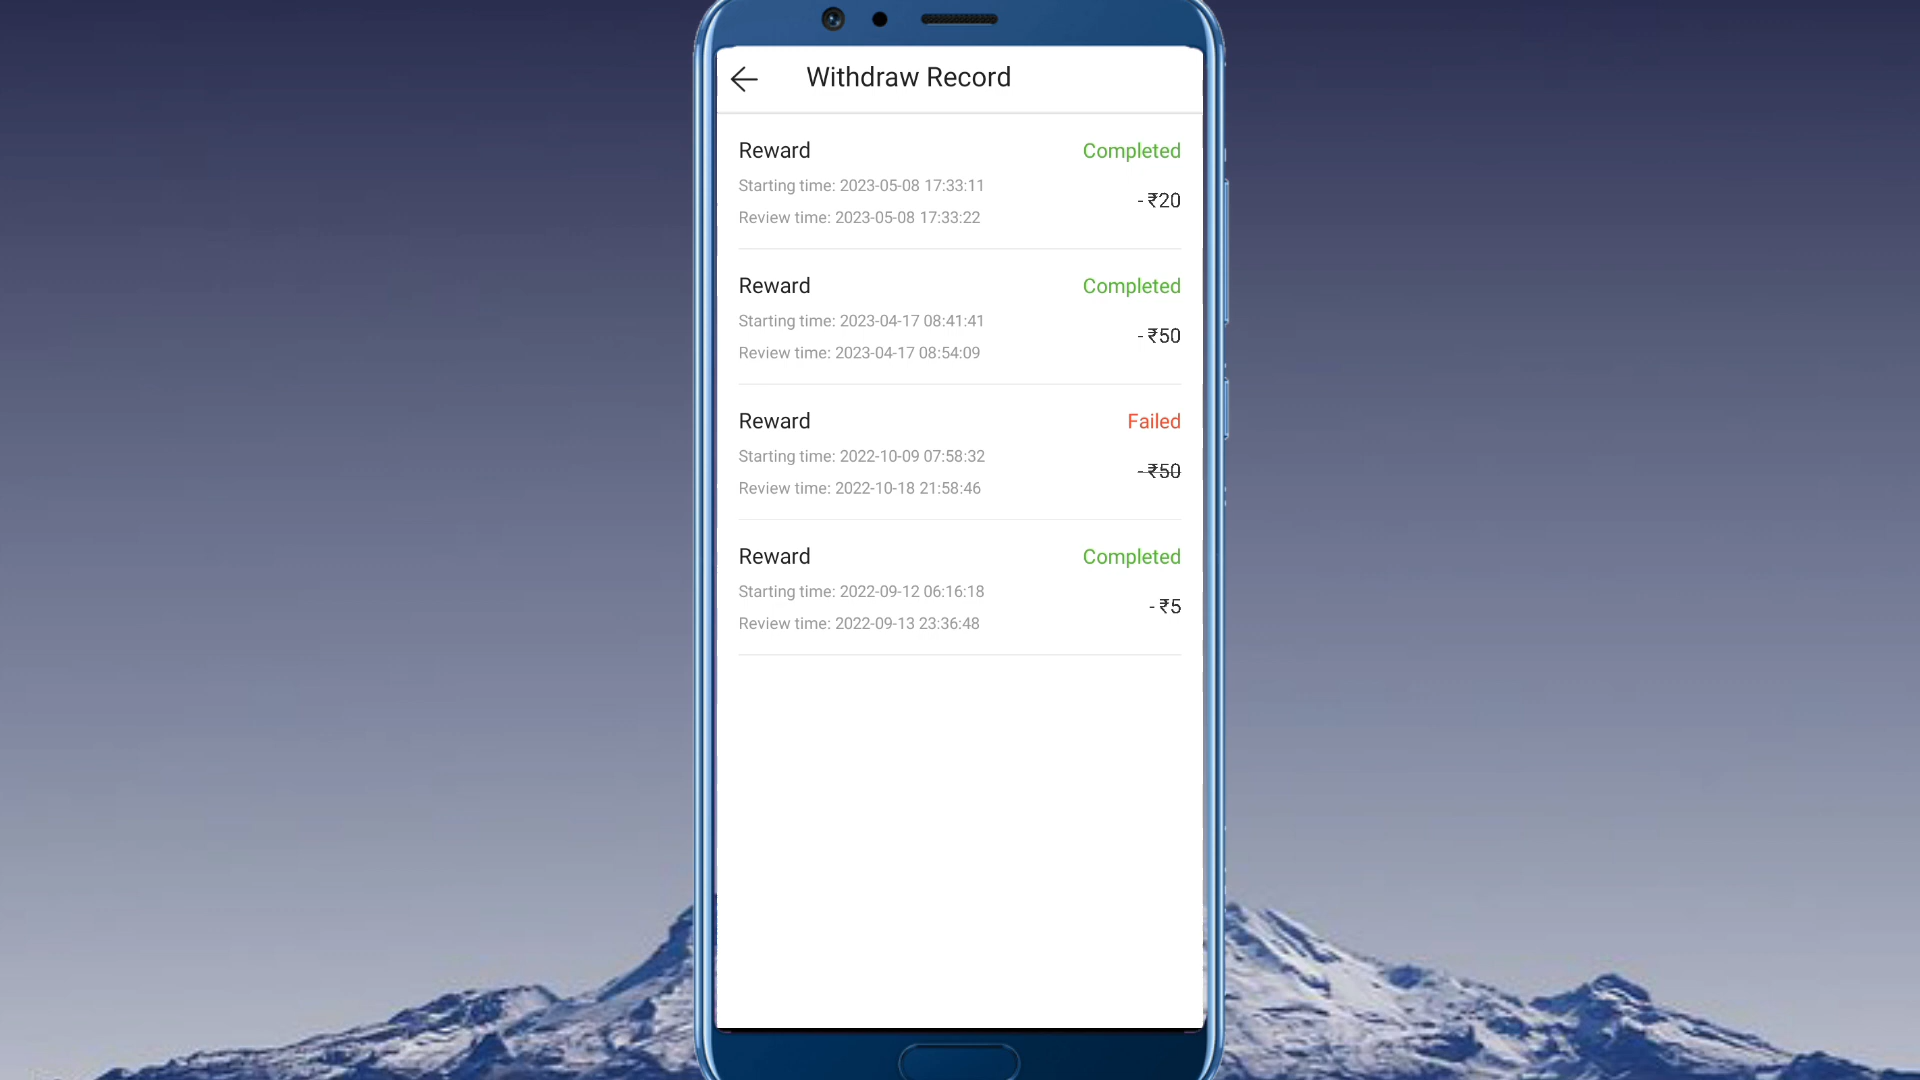 Withdraw Record
Reward Completed
Starting time: 2023-05-08 17:33:11
- ₹20
Review time: 2023-05-08 17:33:22
Reward Completed
Starting time: 2023-04-17 08:41:41
- ₹50
Review time: 2023-04-17 08:54:09
Reward Failed
Starting time: 2022-10-09 07:58:32
- ₹50
Review time: 2022-10-18 21:58:46
Reward Completed
Starting time: 2022-09-12 06:16:18
- ₹5
Review time: 2022-09-13 23:36:48